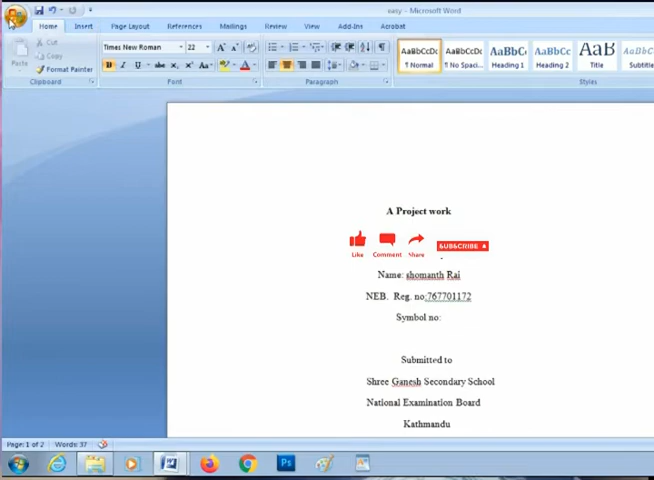 easy - Microsoft Word
Home Insert Page Layout References Mailings Review View Add-Ins Acrobat
Cut
Copy
Paste
Format Painter
Clipboard
Times New Roman 22
Font
Paragraph
AaBbCcDc AaBbCcDc AaBbC AaBbCc AaB AaBbCc
¶ Normal ¶ No Spaci... Heading 1 Heading 2 Title Subtitle
Styles
A Project work
Like Comment Share SUBSCRIBE
Name: shomanth Rai
NEB. Reg. no:767701172
Symbol no:
Submitted to
Shree Ganesh Secondary School
National Examination Board
Kathmandu
Page: 1 of 2 Words: 37
Ps